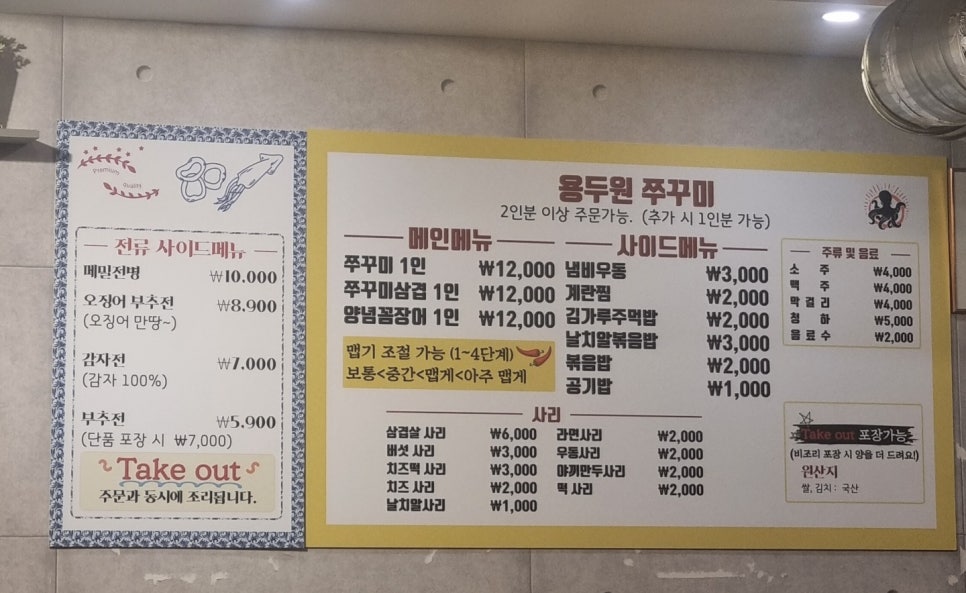 Premium
Quality
전류 사이드메뉴
메밀전병 ₩10.000
오징어 부추전 ₩8.900
(오징어 만땅~)
감자전 ₩7.000
(감자 100%)
부추전 ₩5.900
(단품 포장 시 ₩7,000)
Take out
주문과 동시에 조리됩니다.
용두원 쭈꾸미
2인분 이상 주문가능. (추가 시 1인분 가능)
메인메뉴
쭈꾸미 1인 ₩12,000
쭈꾸미삼겹 1인 ₩12,000
양념꼼장어 1인 ₩12,000
맵기 조절 가능 (1~4단계)
보통<중간<맵게<아주 맵게
사이드메뉴
냄비우동 ₩3,000
계란찜 ₩2,000
김가루주먹밥 ₩2,000
날치알볶음밥 ₩3,000
볶음밥 ₩2,000
공기밥 ₩1,000
사리
삼겹살 사리 ₩6,000
버섯 사리 ₩3,000
치즈떡 사리 ₩3,000
치즈 사리 ₩2,000
날치알사리 ₩1,000
라면사리 ₩2,000
우동사리 ₩2,000
야끼만두사리 ₩2,000
떡 사리 ₩2,000
주류 및 음료
소 주 ₩4,000
맥 주 ₩4,000
막 걸 리 ₩4,000
청 하 ₩5,000
음 료 수 ₩2,000
Take out 포장가능
(비조리 포장 시 양을 더 드려요!)
원산지
쌀, 김치 : 국산